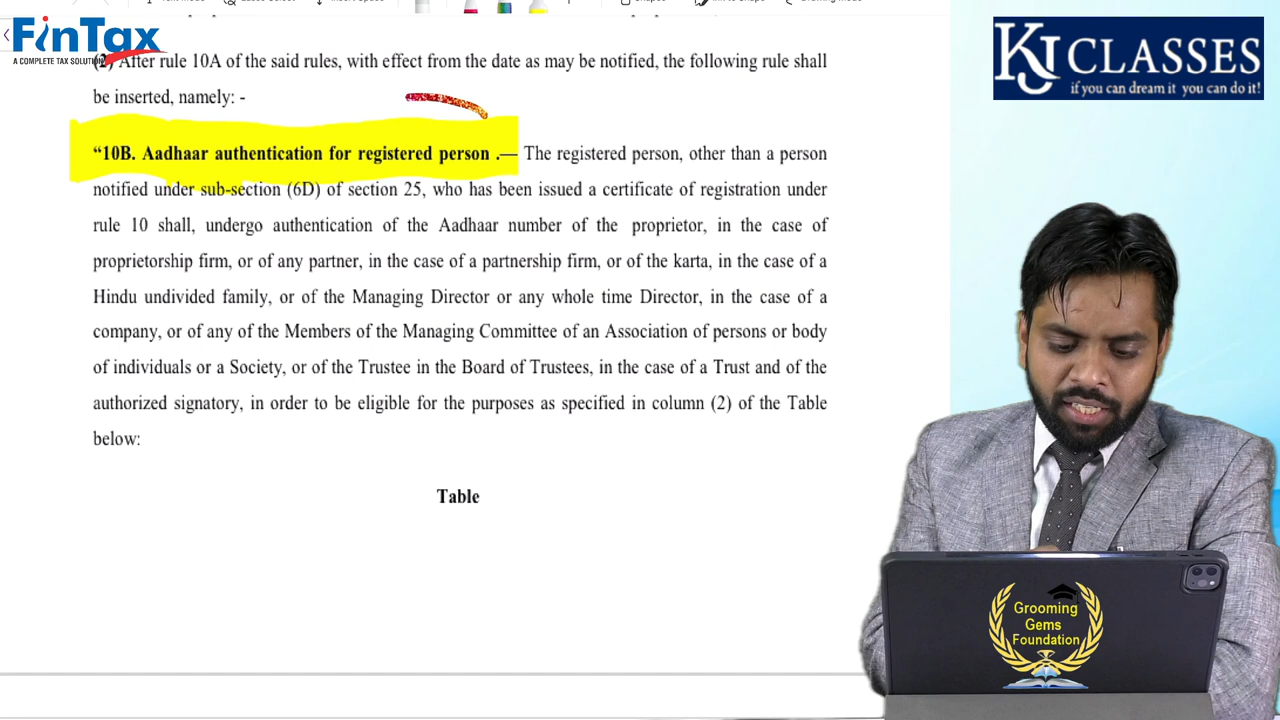 FinTax
A COMPLETE TAX SOLUTION
KJ CLASSES
if you can dream it you can do it!
(2) After rule 10A of the said rules, with effect from the date as may be notified, the following rule shall
be inserted, namely: -
“10B. Aadhaar authentication for registered person .— The registered person, other than a person
notified under sub-section (6D) of section 25, who has been issued a certificate of registration under
rule 10 shall, undergo authentication of the Aadhaar number of the proprietor, in the case of
proprietorship firm, or of any partner, in the case of a partnership firm, or of the karta, in the case of a
Hindu undivided family, or of the Managing Director or any whole time Director, in the case of a
company, or of any of the Members of the Managing Committee of an Association of persons or body
of individuals or a Society, or of the Trustee in the Board of Trustees, in the case of a Trust and of the
authorized signatory, in order to be eligible for the purposes as specified in column (2) of the Table
below:
Table
Grooming
Gems
Foundation